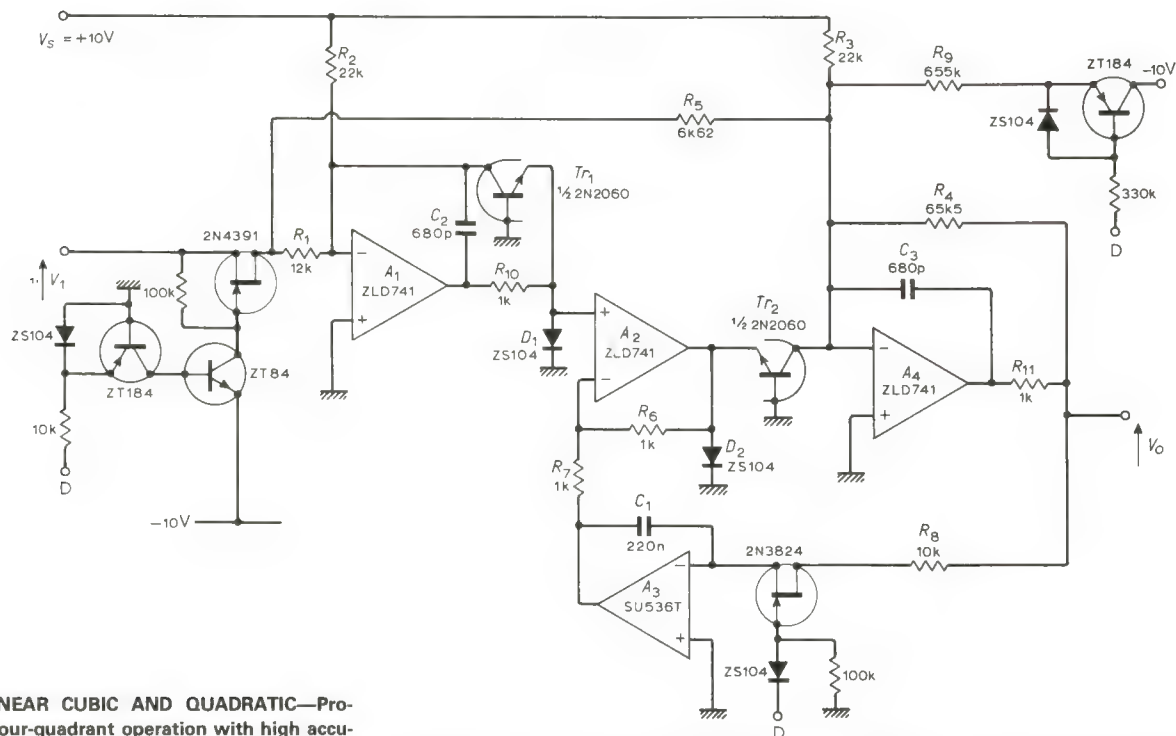 V_S = +10V
R_2
22k
R_3
22k
R_9
655k
ZT184
-10V
ZS104
330k
D
R_5
6k62
Tr_1
½ 2N2060
C_2
680p
R_4
65k5
2N4391
R_1
12k
V_1
100k
ZS104
ZT184
ZT84
10k
D
-10V
A_1
ZLD741
R_10
1k
D_1
ZS104
A_2
ZLD741
Tr_2
½ 2N2060
C_3
680p
A_4
ZLD741
R_11
1k
V_O
R_6
1k
D_2
ZS104
R_7
1k
C_1
220n
2N3824
R_8
10k
A_3
SU536T
ZS104
100k
D
NEAR CUBIC AND QUADRATIC—Pro-
our-quadrant operation with high accu-